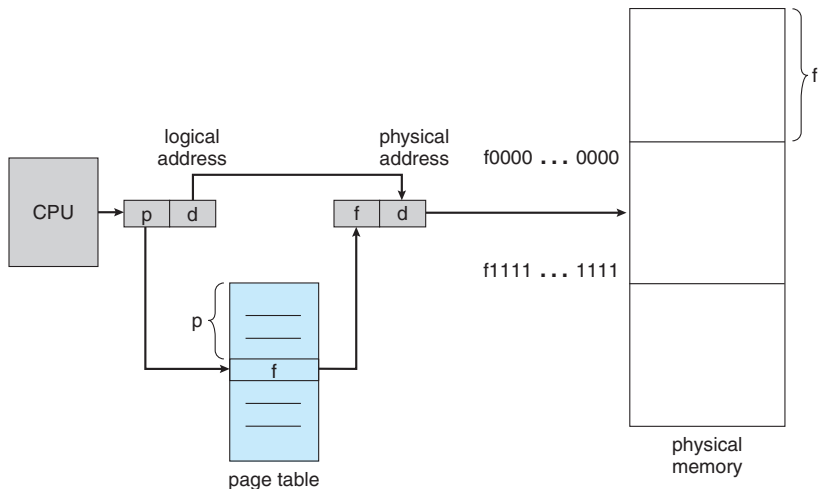 f
logical
address
physical
address
f0000 ... 0000
CPU
p d
f d
f1111 ... 1111
p
f
page table
physical
memory